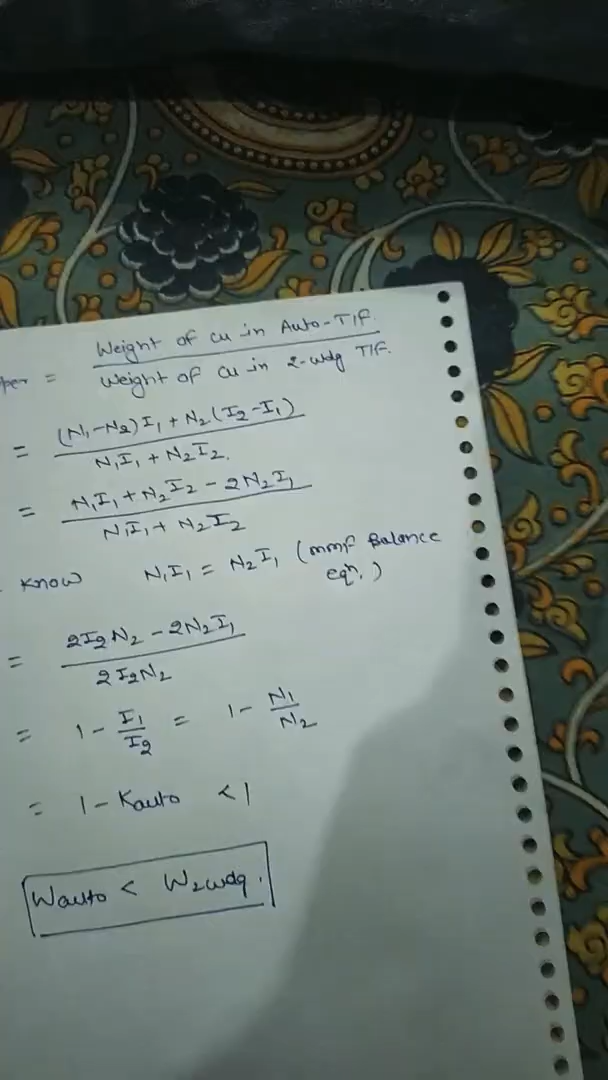 per = Weight of cu in Auto-T/F. / Weight of cu in 2-wdg T/F.
= (N₁-N₂)I₁ + N₂(I₂-I₁) / N₁I₁ + N₂I₂.
= N₁I₁ + N₂I₂ - 2N₂I₁ / N₁I₁ + N₂I₂
Know N₁I₁ = N₂I₁ (mmf Balance eqⁿ.)
= 2I₂N₂ - 2N₂I₁ / 2I₂N₂
= 1 - I₁/I₂ = 1 - N₁/N₂
= 1 - Kauto < 1
Wauto < W₂wdg.